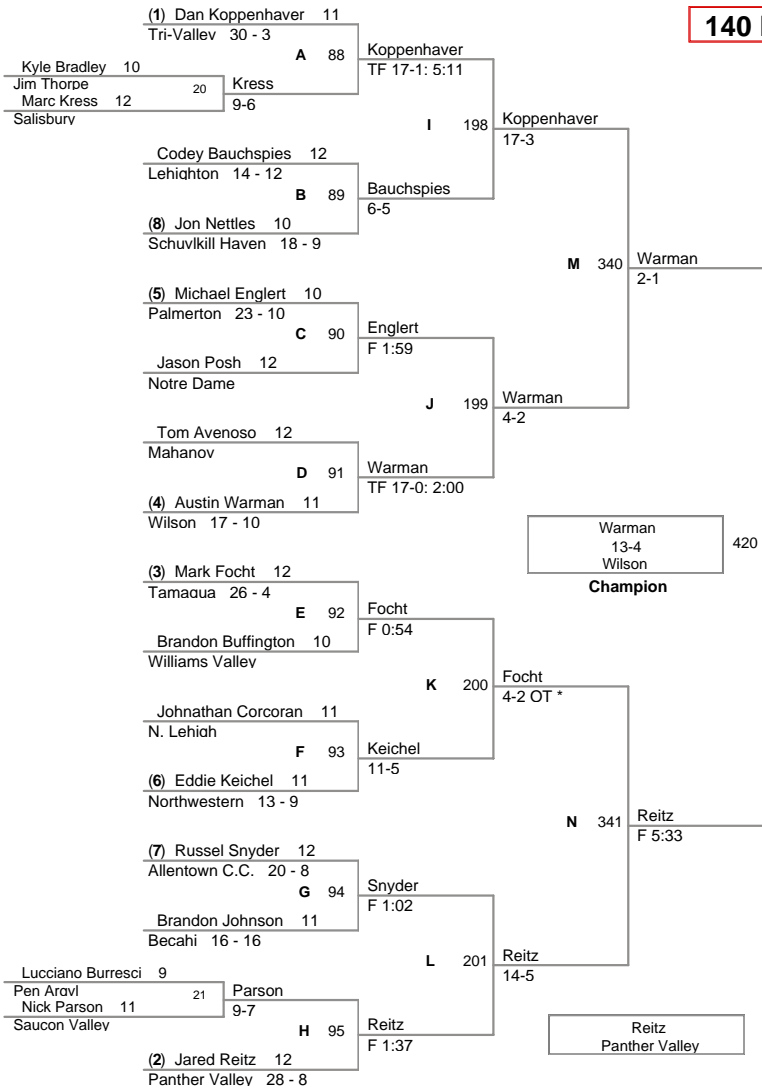 140
(1) Dan Koppenhaver 11
Tri-Valley 30 - 3
A 88
Koppenhaver
TF 17-1: 5:11
Kyle Bradley 10
Jim Thorpe
20
Kress
9-6
Marc Kress 12
Salisbury
I 198
Koppenhaver
17-3
Codey Bauchspies 12
Lehighton 14 - 12
B 89
Bauchspies
6-5
(8) Jon Nettles 10
Schuylkill Haven 18 - 9
M 340
Warman
2-1
(5) Michael Englert 10
Palmerton 23 - 10
C 90
Englert
F 1:59
Jason Posh 12
Notre Dame
J 199
Warman
4-2
Tom Avenoso 12
Mahanoy
D 91
Warman
TF 17-0: 2:00
(4) Austin Warman 11
Wilson 17 - 10
Warman
13-4
Wilson
420
Champion
(3) Mark Focht 12
Tamaqua 26 - 4
E 92
Focht
F 0:54
Brandon Buffington 10
Williams Valley
K 200
Focht
4-2 OT *
Johnathan Corcoran 11
N. Lehigh
F 93
Keichel
11-5
(6) Eddie Keichel 11
Northwestern 13 - 9
N 341
Reitz
F 5:33
(7) Russel Snyder 12
Allentown C.C. 20 - 8
G 94
Snyder
F 1:02
Brandon Johnson 11
Becahi 16 - 16
L 201
Reitz
14-5
Lucciano Burresci 9
Pen Argyl
21
Parson
9-7
Nick Parson 11
Saucon Valley
H 95
Reitz
F 1:37
(2) Jared Reitz 12
Panther Valley 28 - 8
Reitz
Panther Valley